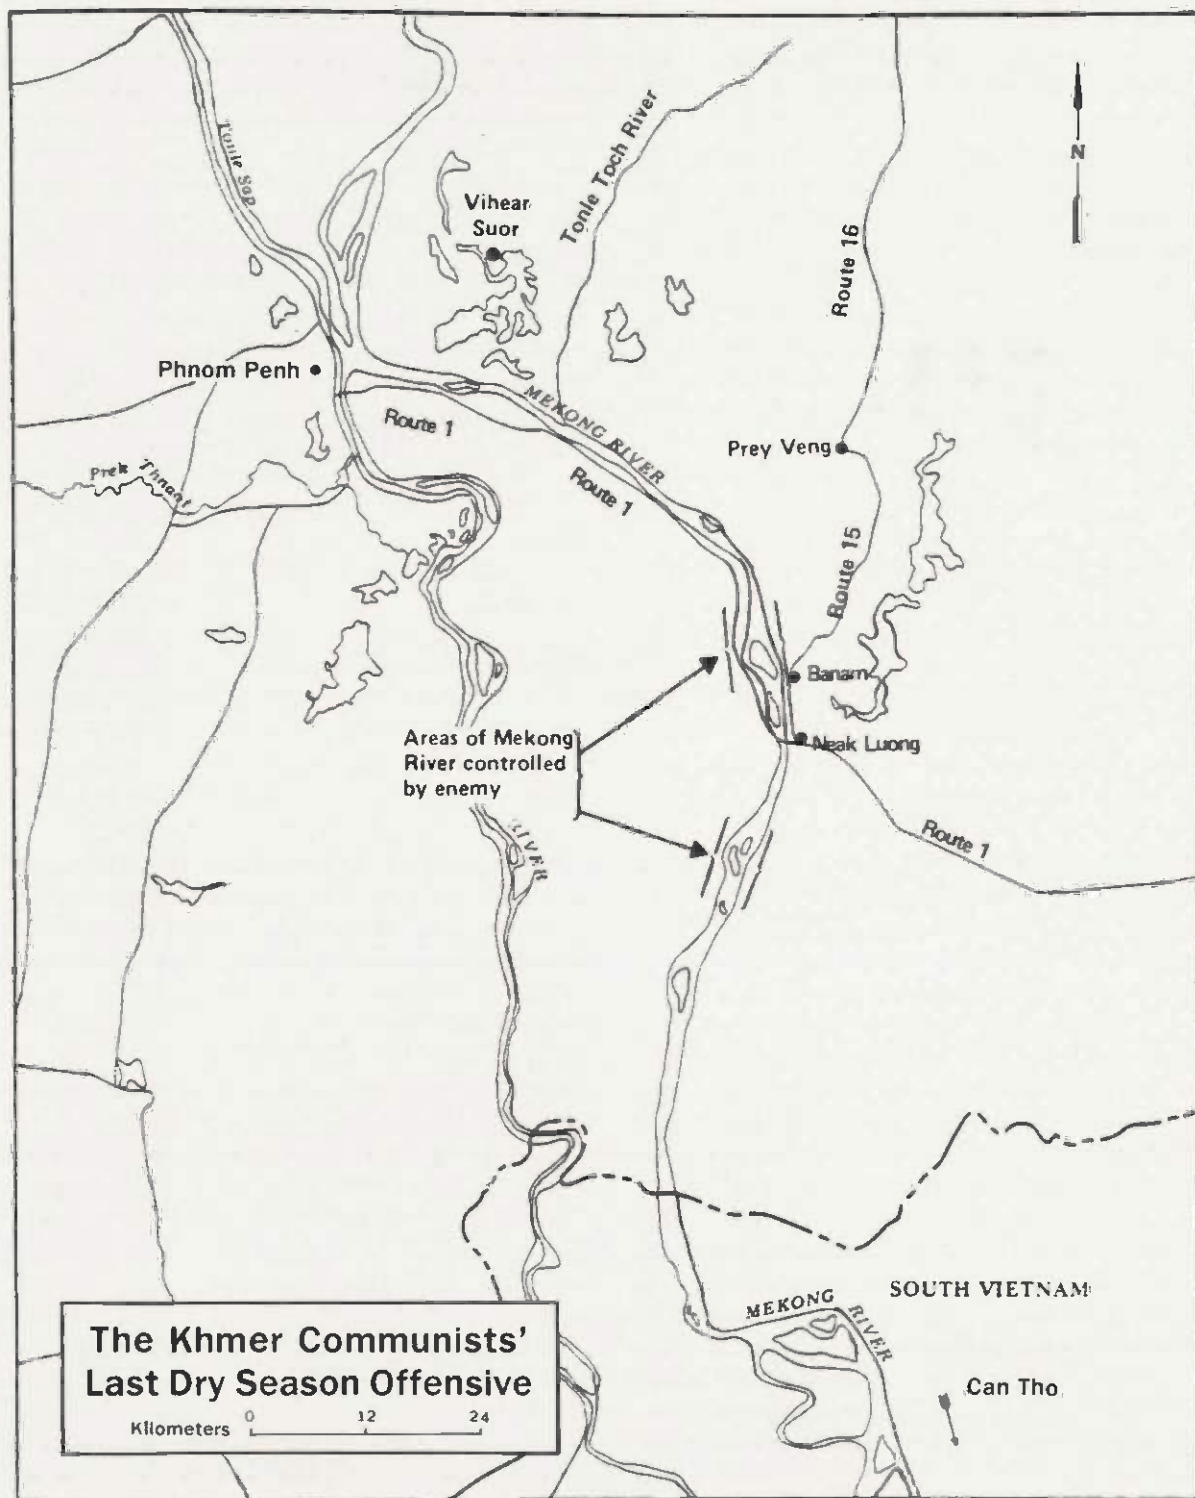 Tonle Sap
Vihear
Suor
Tonle Toch River
N
Route 16
Phnom Penh
MEKONG RIVER
Route 1
Prey Veng
Prek Thnaot
Route 1
Route 15
Banam
Areas of Mekong
River controlled
by enemy
Neak Luong
RIVER
Route 1
SOUTH VIETNAM
MEKONG RIVER
The Khmer Communists'
Last Dry Season Offensive
Can Tho
Kilometers 0 12 24